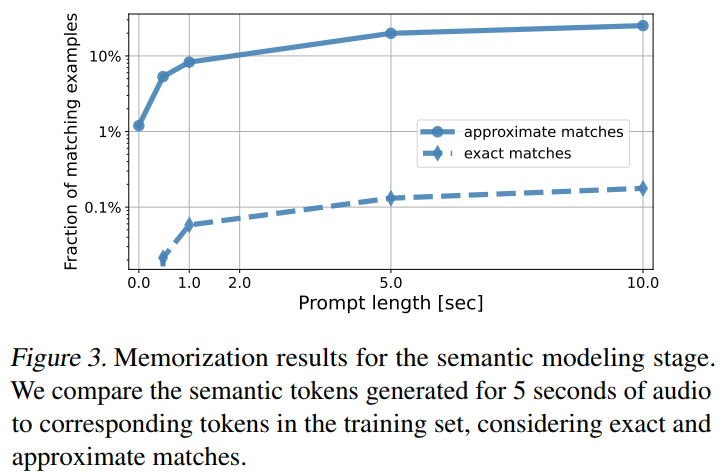 Fraction of matching examples
10%
1%
0.1%
approximate matches
exact matches
0.0 1.0 2.0 5.0 10.0
Prompt length [sec]
Figure 3. Memorization results for the semantic modeling stage.
We compare the semantic tokens generated for 5 seconds of audio
to corresponding tokens in the training set, considering exact and
approximate matches.